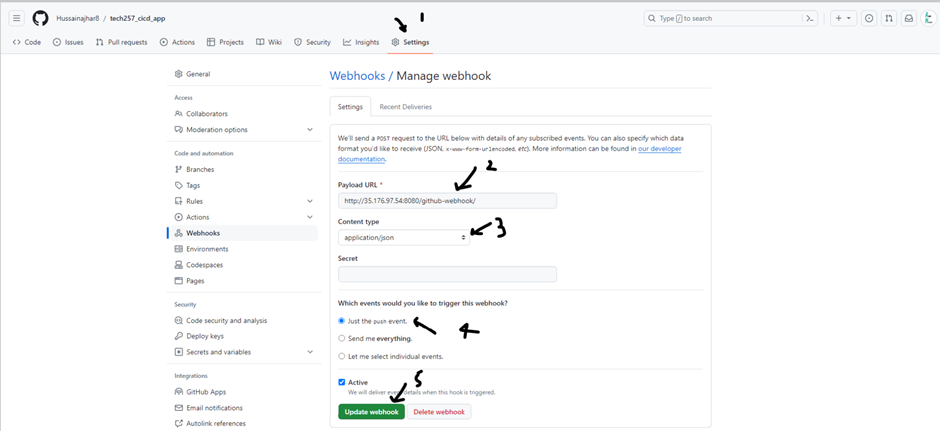 Hussainajhar8 / tech257_cicd_app
Type / to search
1
Code Issues Pull requests Actions Projects Wiki Security Insights Settings
General
Access
Collaborators
Moderation options
Code and automation
Branches
Tags
Rules
Actions
Webhooks
Environments
Codespaces
Pages
Security
Code security and analysis
Deploy keys
Secrets and variables
Integrations
GitHub Apps
Email notifications
Autolink references
Webhooks / Manage webhook
Settings Recent Deliveries
We'll send a POST request to the URL below with details of any subscribed events. You can also specify which data
format you'd like to receive (JSON, x-www-form-urlencoded, etc). More information can be found in our developer
documentation.
2
Payload URL *
http://35.176.97.54:8080/github-webhook/
Content type
3
application/json
Secret
Which events would you like to trigger this webhook?
Just the push event.
4
Send me everything.
Let me select individual events.
5
Active
We will deliver event details when this hook is triggered.
Update webhook Delete webhook